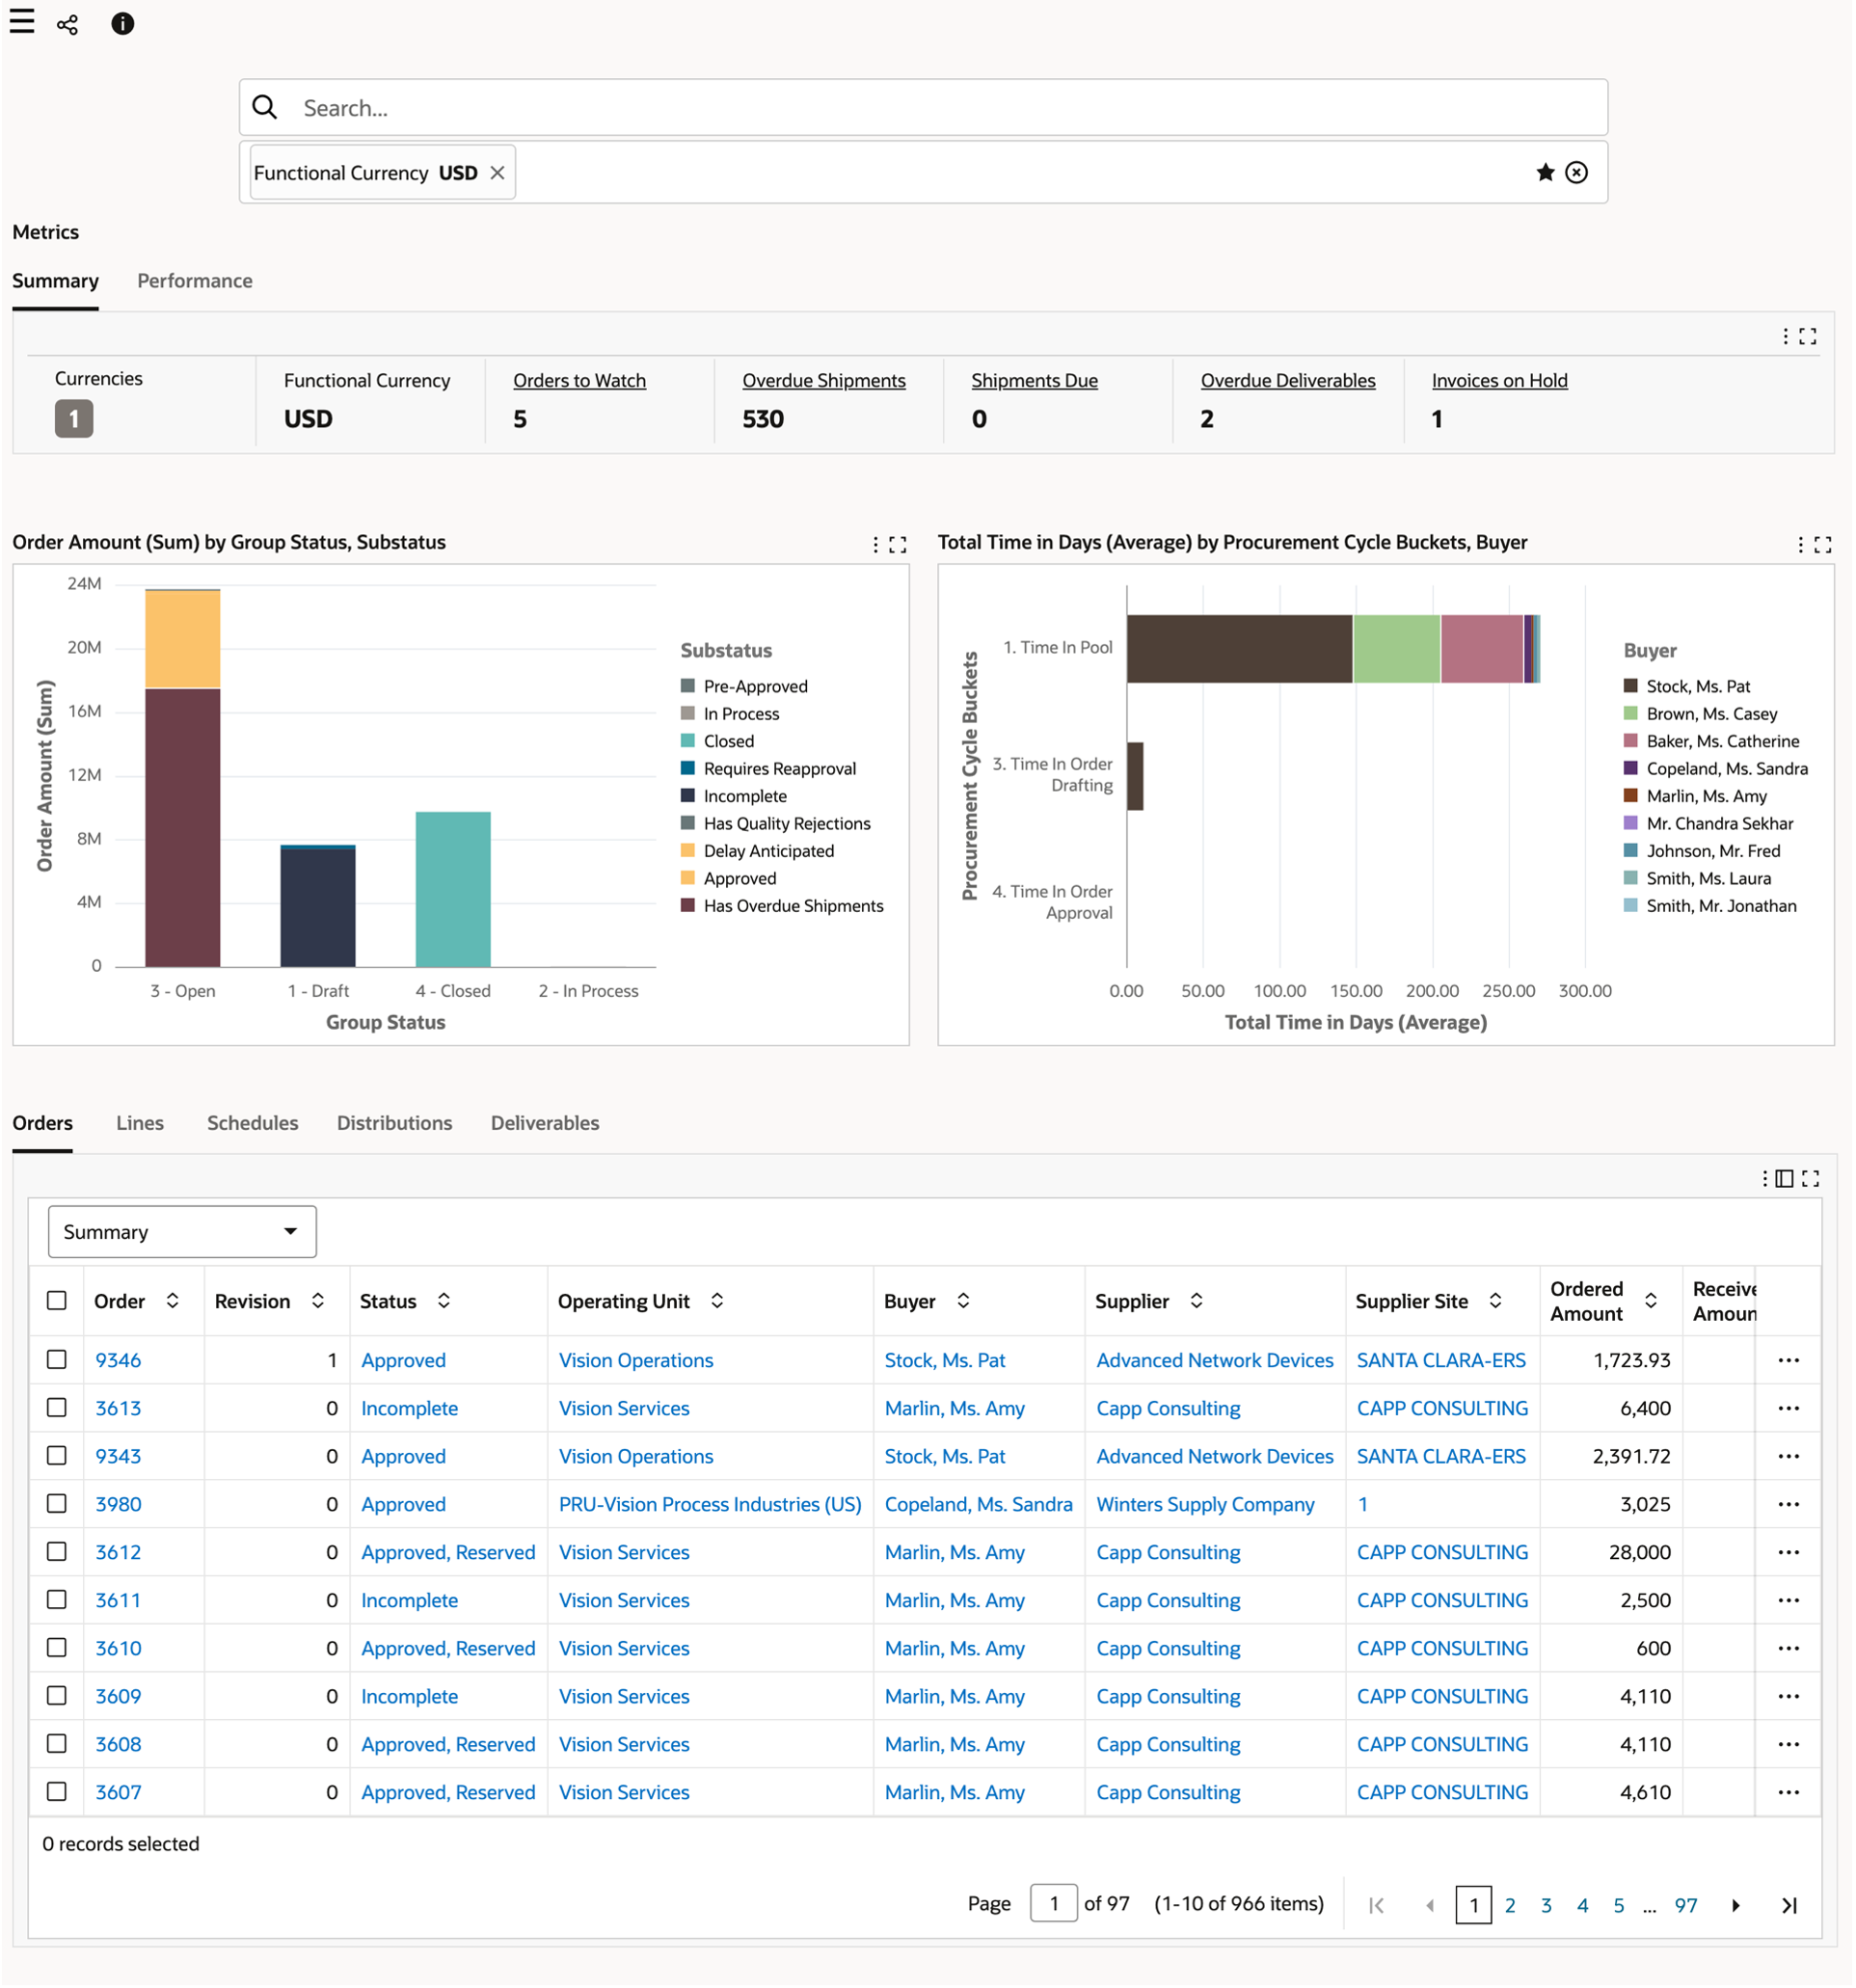 Search...
Functional Currency USD
Metrics
Summary Performance
Currencies Functional Currency Orders to Watch Overdue Shipments Shipments Due Overdue Deliverables Invoices on Hold
1 USD 5 530 0 2 1
Order Amount (Sum) by Group Status, Substatus
24M
20M
16M
12M
8M
4M
0
Order Amount (Sum)
3 - Open 1 - Draft 4 - Closed 2 - In Process
Group Status
Substatus
Pre-Approved
In Process
Closed
Requires Reapproval
Incomplete
Has Quality Rejections
Delay Anticipated
Approved
Has Overdue Shipments
Total Time in Days (Average) by Procurement Cycle Buckets, Buyer
Procurement Cycle Buckets
1. Time In Pool
3. Time In Order
Drafting
4. Time In Order
Approval
0.00 50.00 100.00 150.00 200.00 250.00 300.00
Total Time in Days (Average)
Buyer
Stock, Ms. Pat
Brown, Ms. Casey
Baker, Ms. Catherine
Copeland, Ms. Sandra
Marlin, Ms. Amy
Mr. Chandra Sekhar
Johnson, Mr. Fred
Smith, Ms. Laura
Smith, Mr. Jonathan
Orders Lines Schedules Distributions Deliverables
Summary
Order Revision Status Operating Unit Buyer Supplier Supplier Site Ordered Amount Receive Amoun
9346 1 Approved Vision Operations Stock, Ms. Pat Advanced Network Devices SANTA CLARA-ERS 1,723.93
3613 0 Incomplete Vision Services Marlin, Ms. Amy Capp Consulting CAPP CONSULTING 6,400
9343 0 Approved Vision Operations Stock, Ms. Pat Advanced Network Devices SANTA CLARA-ERS 2,391.72
3980 0 Approved PRU-Vision Process Industries (US) Copeland, Ms. Sandra Winters Supply Company 1 3,025
3612 0 Approved, Reserved Vision Services Marlin, Ms. Amy Capp Consulting CAPP CONSULTING 28,000
3611 0 Incomplete Vision Services Marlin, Ms. Amy Capp Consulting CAPP CONSULTING 2,500
3610 0 Approved, Reserved Vision Services Marlin, Ms. Amy Capp Consulting CAPP CONSULTING 600
3609 0 Incomplete Vision Services Marlin, Ms. Amy Capp Consulting CAPP CONSULTING 4,110
3608 0 Approved, Reserved Vision Services Marlin, Ms. Amy Capp Consulting CAPP CONSULTING 4,110
3607 0 Approved, Reserved Vision Services Marlin, Ms. Amy Capp Consulting CAPP CONSULTING 4,610
0 records selected
Page 1 of 97 (1-10 of 966 items) 1 2 3 4 5 ... 97